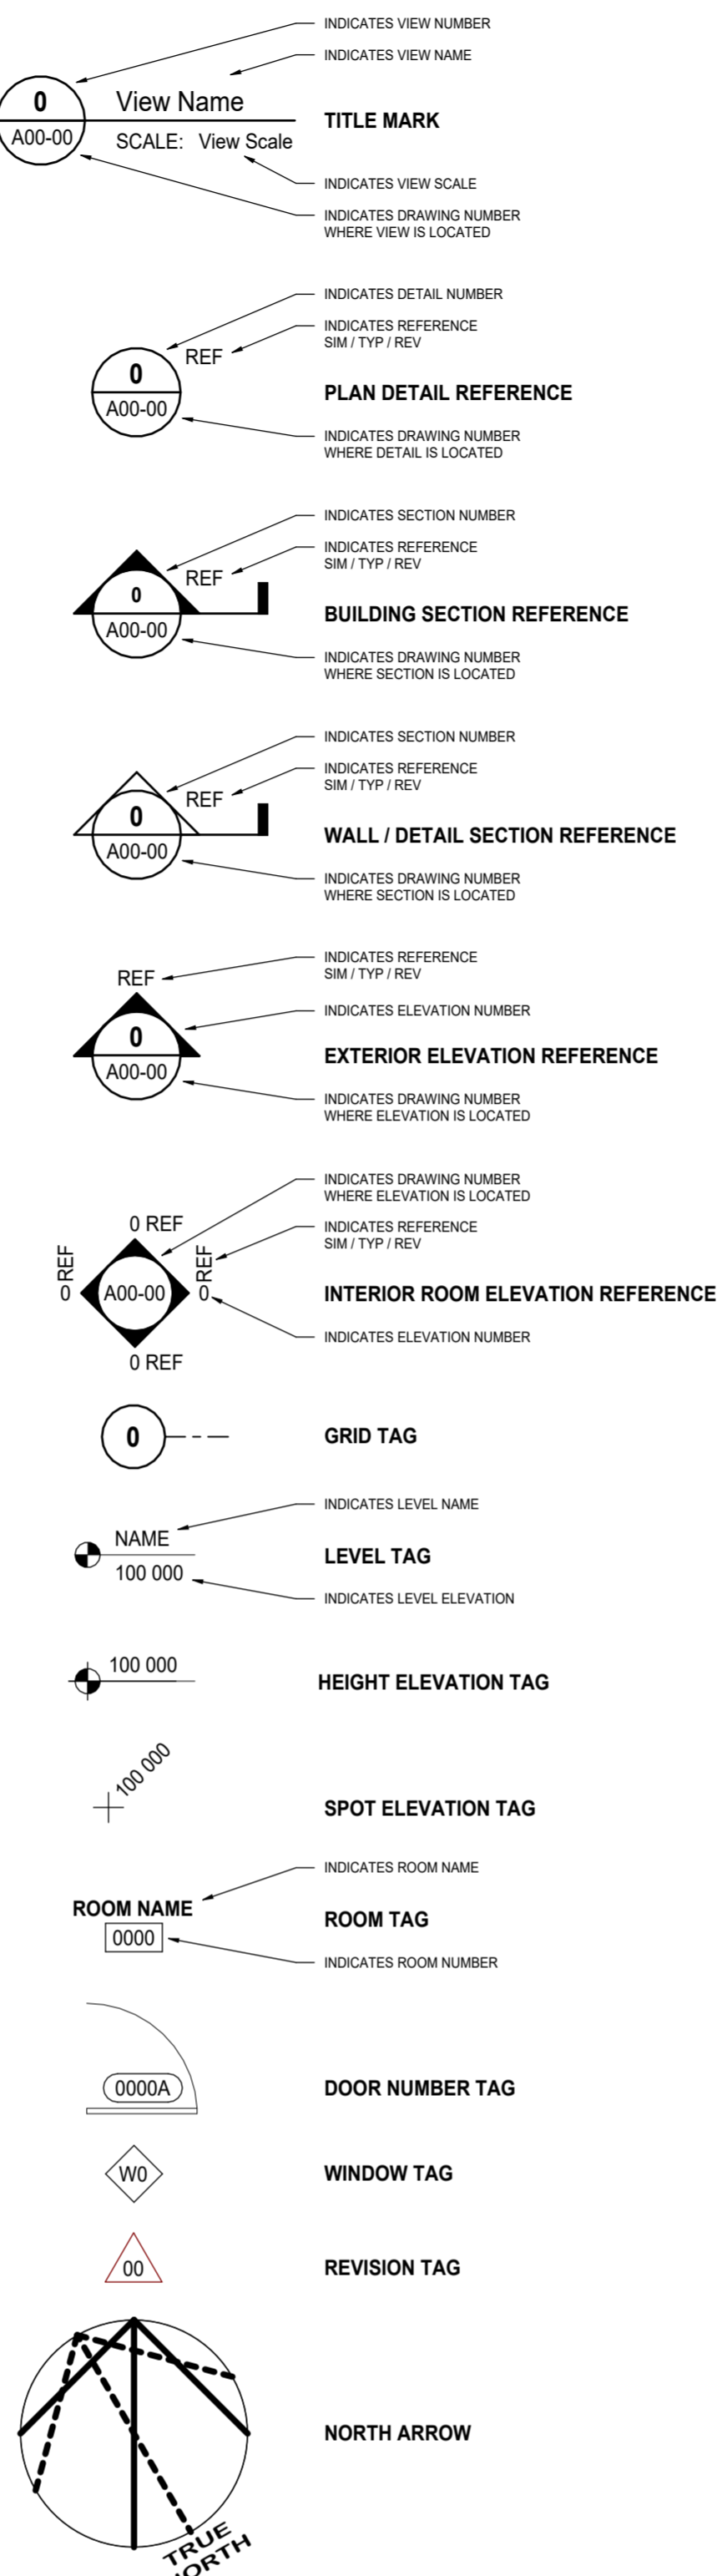 INDICATES VIEW NUMBER
INDICATES VIEW NAME
0
View Name
TITLE MARK
A00-00
SCALE: View Scale
INDICATES VIEW SCALE
INDICATES DRAWING NUMBER
WHERE VIEW IS LOCATED
INDICATES DETAIL NUMBER
INDICATES REFERENCE
SIM / TYP / REV
REF
0
PLAN DETAIL REFERENCE
A00-00
INDICATES DRAWING NUMBER
WHERE DETAIL IS LOCATED
INDICATES SECTION NUMBER
INDICATES REFERENCE
SIM / TYP / REV
REF
0
BUILDING SECTION REFERENCE
A00-00
INDICATES DRAWING NUMBER
WHERE SECTION IS LOCATED
INDICATES SECTION NUMBER
INDICATES REFERENCE
SIM / TYP / REV
REF
0
WALL / DETAIL SECTION REFERENCE
A00-00
INDICATES DRAWING NUMBER
WHERE SECTION IS LOCATED
INDICATES REFERENCE
SIM / TYP / REV
REF
INDICATES ELEVATION NUMBER
0
EXTERIOR ELEVATION REFERENCE
A00-00
INDICATES DRAWING NUMBER
WHERE ELEVATION IS LOCATED
INDICATES DRAWING NUMBER
WHERE ELEVATION IS LOCATED
0 REF
INDICATES REFERENCE
SIM / TYP / REV
0 REF
A00-00
0 REF
INTERIOR ROOM ELEVATION REFERENCE
INDICATES ELEVATION NUMBER
0 REF
0
GRID TAG
INDICATES LEVEL NAME
NAME
LEVEL TAG
100 000
INDICATES LEVEL ELEVATION
100 000
HEIGHT ELEVATION TAG
100 000
SPOT ELEVATION TAG
INDICATES ROOM NAME
ROOM NAME
ROOM TAG
0000
INDICATES ROOM NUMBER
0000A
DOOR NUMBER TAG
W0
WINDOW TAG
00
REVISION TAG
NORTH ARROW
TRUE
NORTH